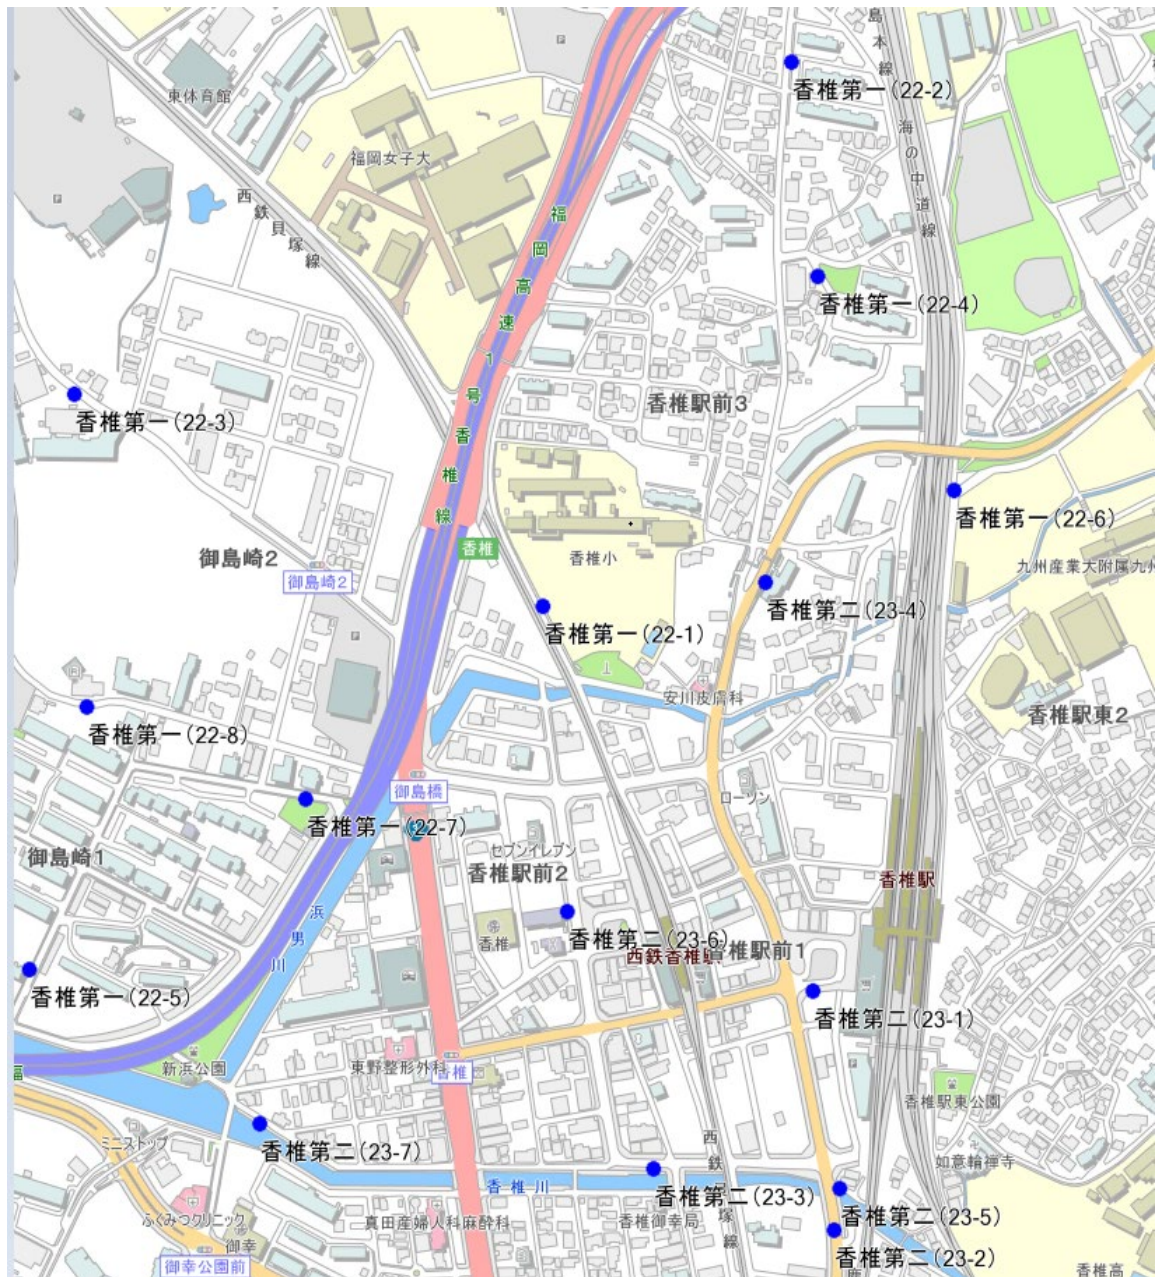 島本線
香椎第一(22-2)
東体育館
海の中道線
福岡女子大
西鉄貝塚線
福岡高速1号香椎線
香椎第一(22-4)
香椎第一(22-3)
香椎駅前3
香椎第一(22-6)
香椎
香椎小
御島崎2
御島崎2
九州産業大附属九州
香椎第二(23-4)
香椎第一(22-1)
安川皮膚科
香椎駅東2
香椎第一(22-8)
御島橋
ローソン
香椎第一(22-7)
御島崎1
セブンイレブン
香椎駅前2
香椎駅
浜男川
香椎
香椎第二(23-6)
西鉄香椎駅
香椎駅前1
香椎第一(22-5)
香椎第二(23-1)
新浜公園
東野整形外科
香椎
福
香椎駅東公園
ミニストップ
香椎第二(23-7)
西鉄
塚線
如意輪禅寺
香椎川
香椎第二(23-3)
ふくみつクリニック
真田産婦人科麻酔科
香椎御幸局
香椎第二(23-5)
御幸
香椎第二(23-2)
御幸公園前
香椎高